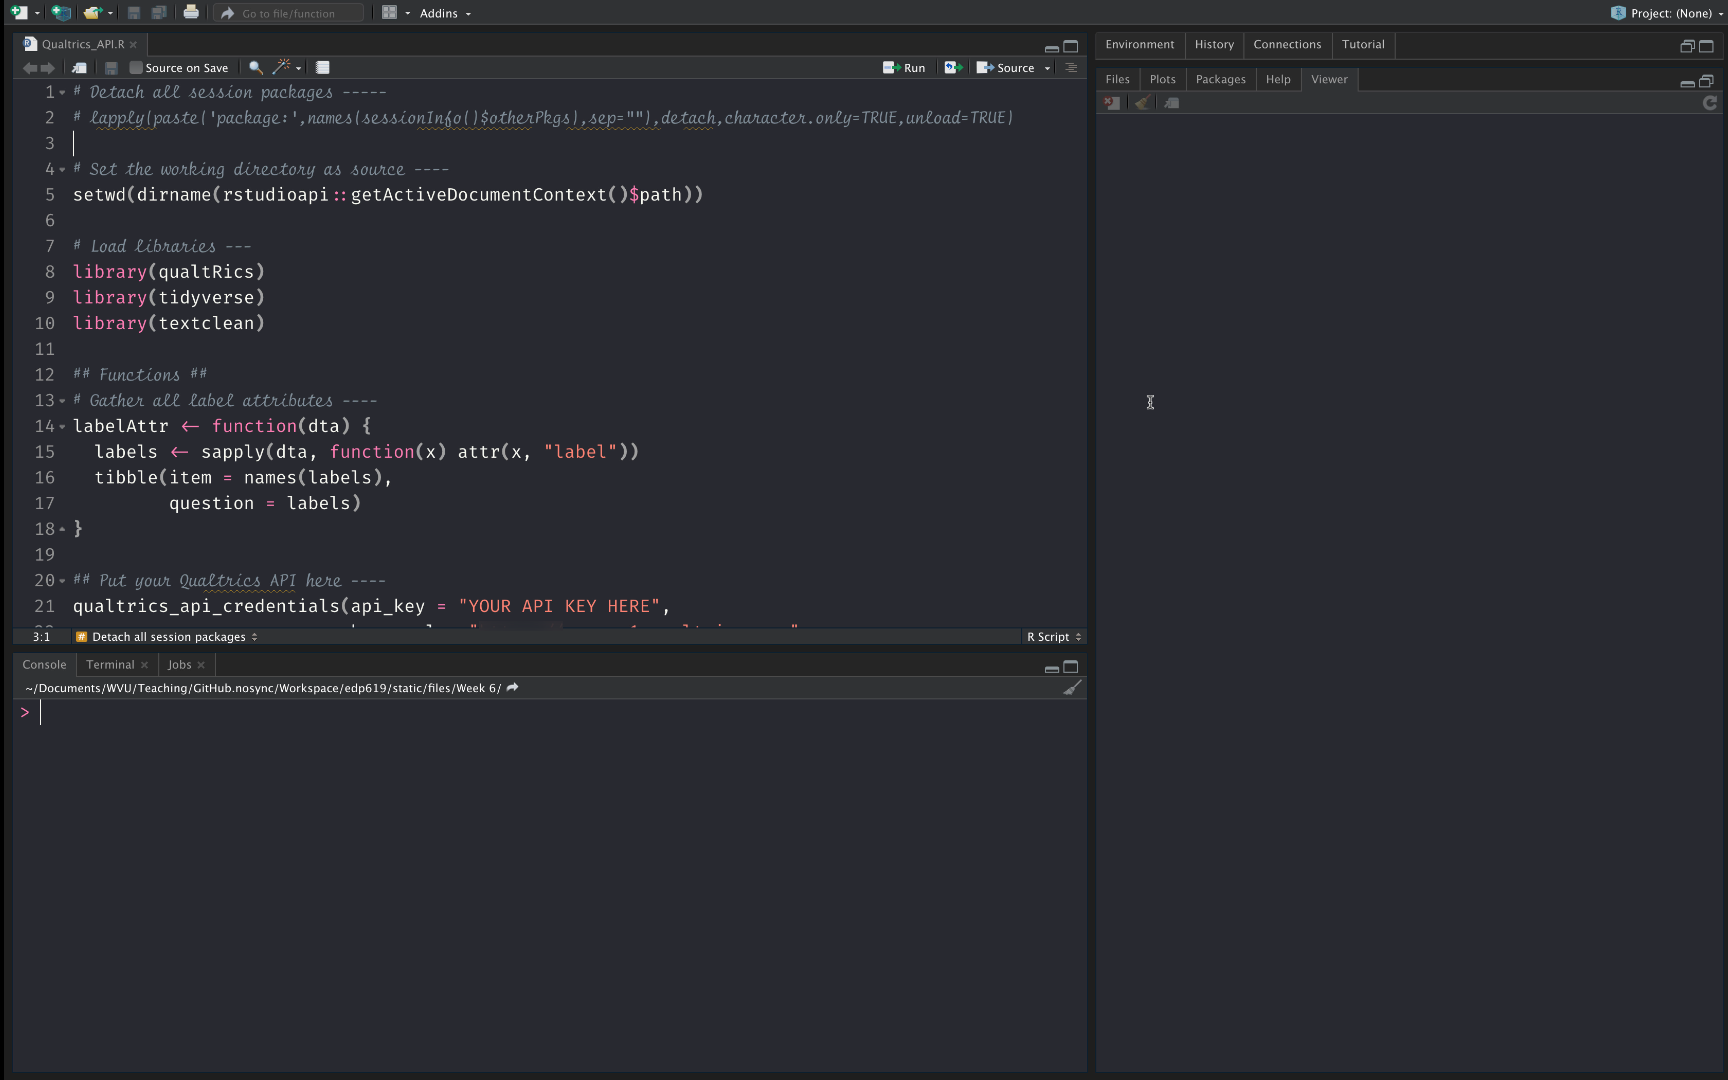 Go to file/function
Addins
Project: (None)
Qualtrics_API.R
Source on Save
Run
Source
1 # Detach all session packages -----
2 # lapply(paste('package:',names(sessionInfo()$otherPkgs),sep=""),detach,character.only=TRUE,unload=TRUE)
3
4 # Set the working directory as source ----
5 setwd(dirname(rstudioapi::getActiveDocumentContext()$path))
6
7 # Load libraries ---
8 library(qualtRics)
9 library(tidyverse)
10 library(textclean)
11
12 ## Functions ##
13 # Gather all label attributes ----
14 labelAttr <- function(dta) {
15 labels <- sapply(dta, function(x) attr(x, "label"))
16 tibble(item = names(labels),
17 question = labels)
18 }
19
20 ## Put your Qualtrics API here ----
21 qualtrics_api_credentials(api_key = "YOUR API KEY HERE",
3:1 # Detach all session packages
R Script
Console Terminal Jobs
~/Documents/WVU/Teaching/GitHub.nosync/Workspace/edp619/static/files/Week 6/
>
Environment History Connections Tutorial
Files Plots Packages Help Viewer